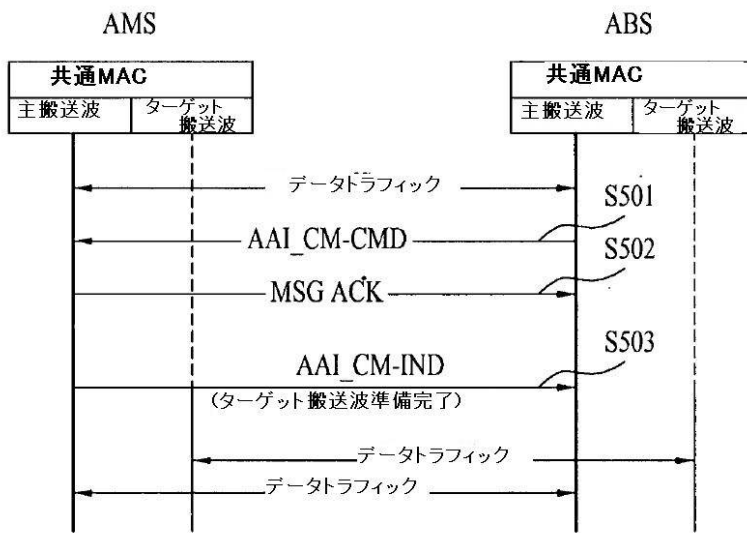 AMS
ABS
共通MAC
共通MAC
主搬送波
ターゲット
搬送波
主搬送波
ターゲット
搬送波
データトラフィック
S501
AAI_CM-CMD
S502
MSG ACK
S503
AAI_CM-IND
(ターゲット搬送波準備完了)
データトラフィック
データトラフィック